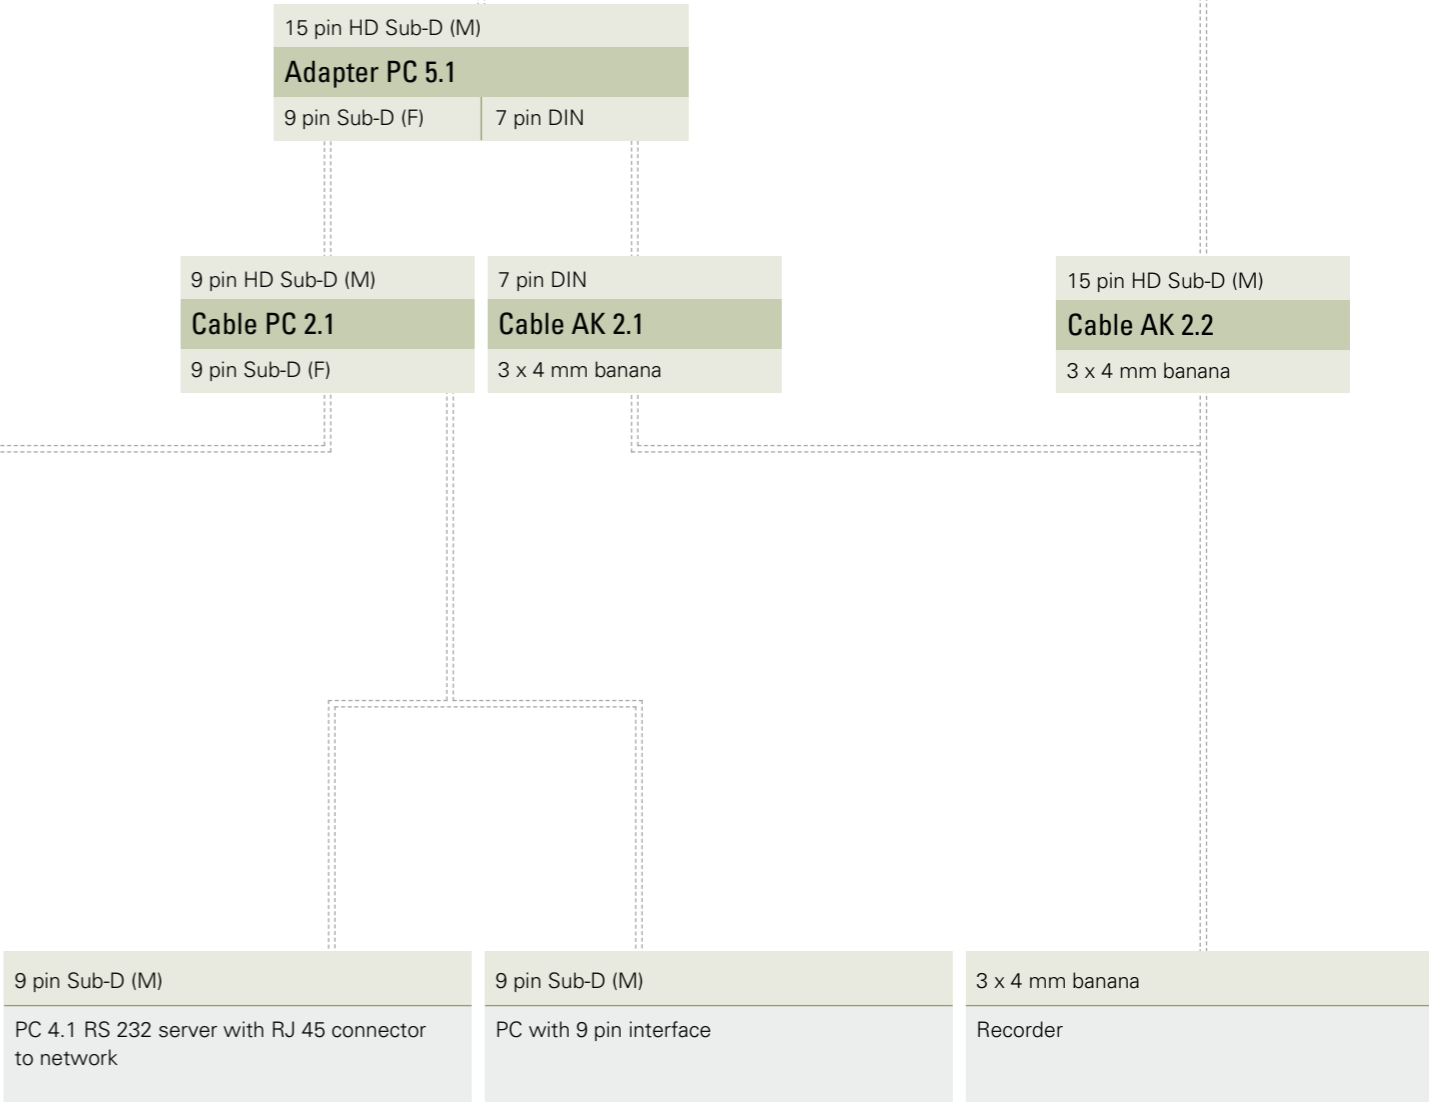 15 pin HD Sub-D (M)
Adapter PC 5.1
9 pin Sub-D (F)
7 pin DIN
9 pin HD Sub-D (M)
Cable PC 2.1
9 pin Sub-D (F)
7 pin DIN
Cable AK 2.1
3 x 4 mm banana
15 pin HD Sub-D (M)
Cable AK 2.2
3 x 4 mm banana
9 pin Sub-D (M)
PC 4.1 RS 232 server with RJ 45 connector
to network
9 pin Sub-D (M)
PC with 9 pin interface
3 x 4 mm banana
Recorder